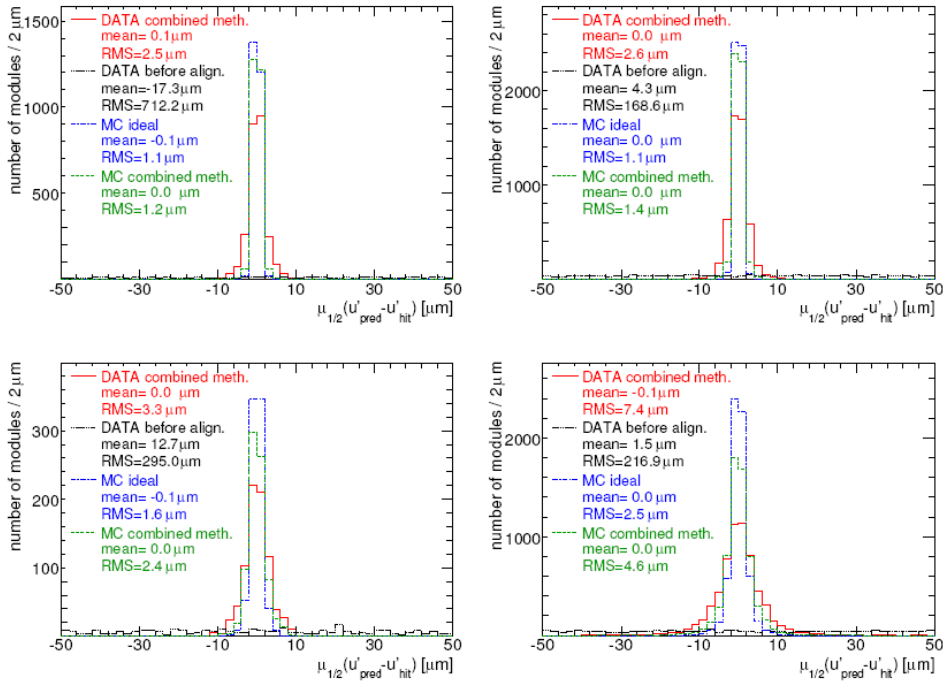 number of modules / 2 μm
1500
1000
500
DATA combined meth.
mean= 0.1μm
RMS=2.5μm
DATA before align.
mean=-17.3μm
RMS=712.2μm
MC ideal
mean= -0.1μm
RMS=1.1μm
MC combined meth.
mean= 0.0 μm
RMS=1.2μm
-50 -30 -10 10 30 50
μ1/2(u'pred-u'hit) [μm]
number of modules / 2 μm
2000
1000
DATA combined meth.
mean= 0.0 μm
RMS=2.6μm
DATA before align.
mean= 4.3μm
RMS=168.6μm
MC ideal
mean= 0.0 μm
RMS=1.1μm
MC combined meth.
mean= 0.0 μm
RMS=1.4μm
-50 -30 -10 10 30 50
μ1/2(u'pred-u'hit) [μm]
number of modules / 2 μm
300
200
100
DATA combined meth.
mean= 0.0 μm
RMS=3.3μm
DATA before align.
mean= 12.7μm
RMS=295.0μm
MC ideal
mean= -0.1μm
RMS=1.6μm
MC combined meth.
mean= 0.0μm
RMS=2.4μm
-50 -30 -10 10 30 50
μ1/2(u'pred-u'hit) [μm]
number of modules / 2 μm
2000
1000
DATA combined meth.
mean= -0.1μm
RMS=7.4μm
DATA before align.
mean= 1.5μm
RMS=216.9μm
MC ideal
mean= 0.0μm
RMS=2.5μm
MC combined meth.
mean= 0.0μm
RMS=4.6μm
-50 -30 -10 10 30 50
μ1/2(u'pred-u'hit) [μm]